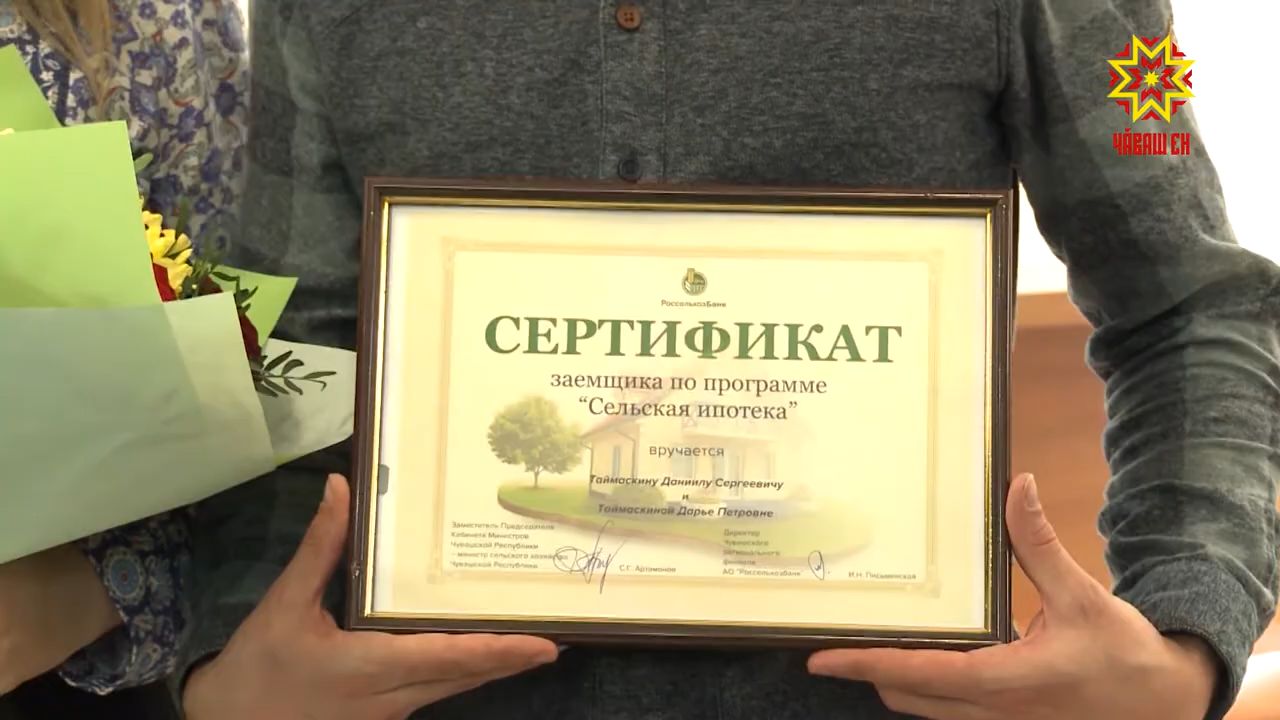 ЧĂВАШ ЕН
РоссельхозБанк
СЕРТИФИКАТ
заемщика по программе
“Сельская ипотека”
вручается
Таймаскину Даниилу Сергеевичу
и
Таймаскиной Дарье Петровне
Заместитель Председателя
Кабинета Министров
Чувашской Республики
– министр сельского хозяйства
Чувашской Республики
С.Г. Артамонов
Директор
Чувашского
регионального
филиала
АО "Россельхозбанк"
И.Н. Письменская